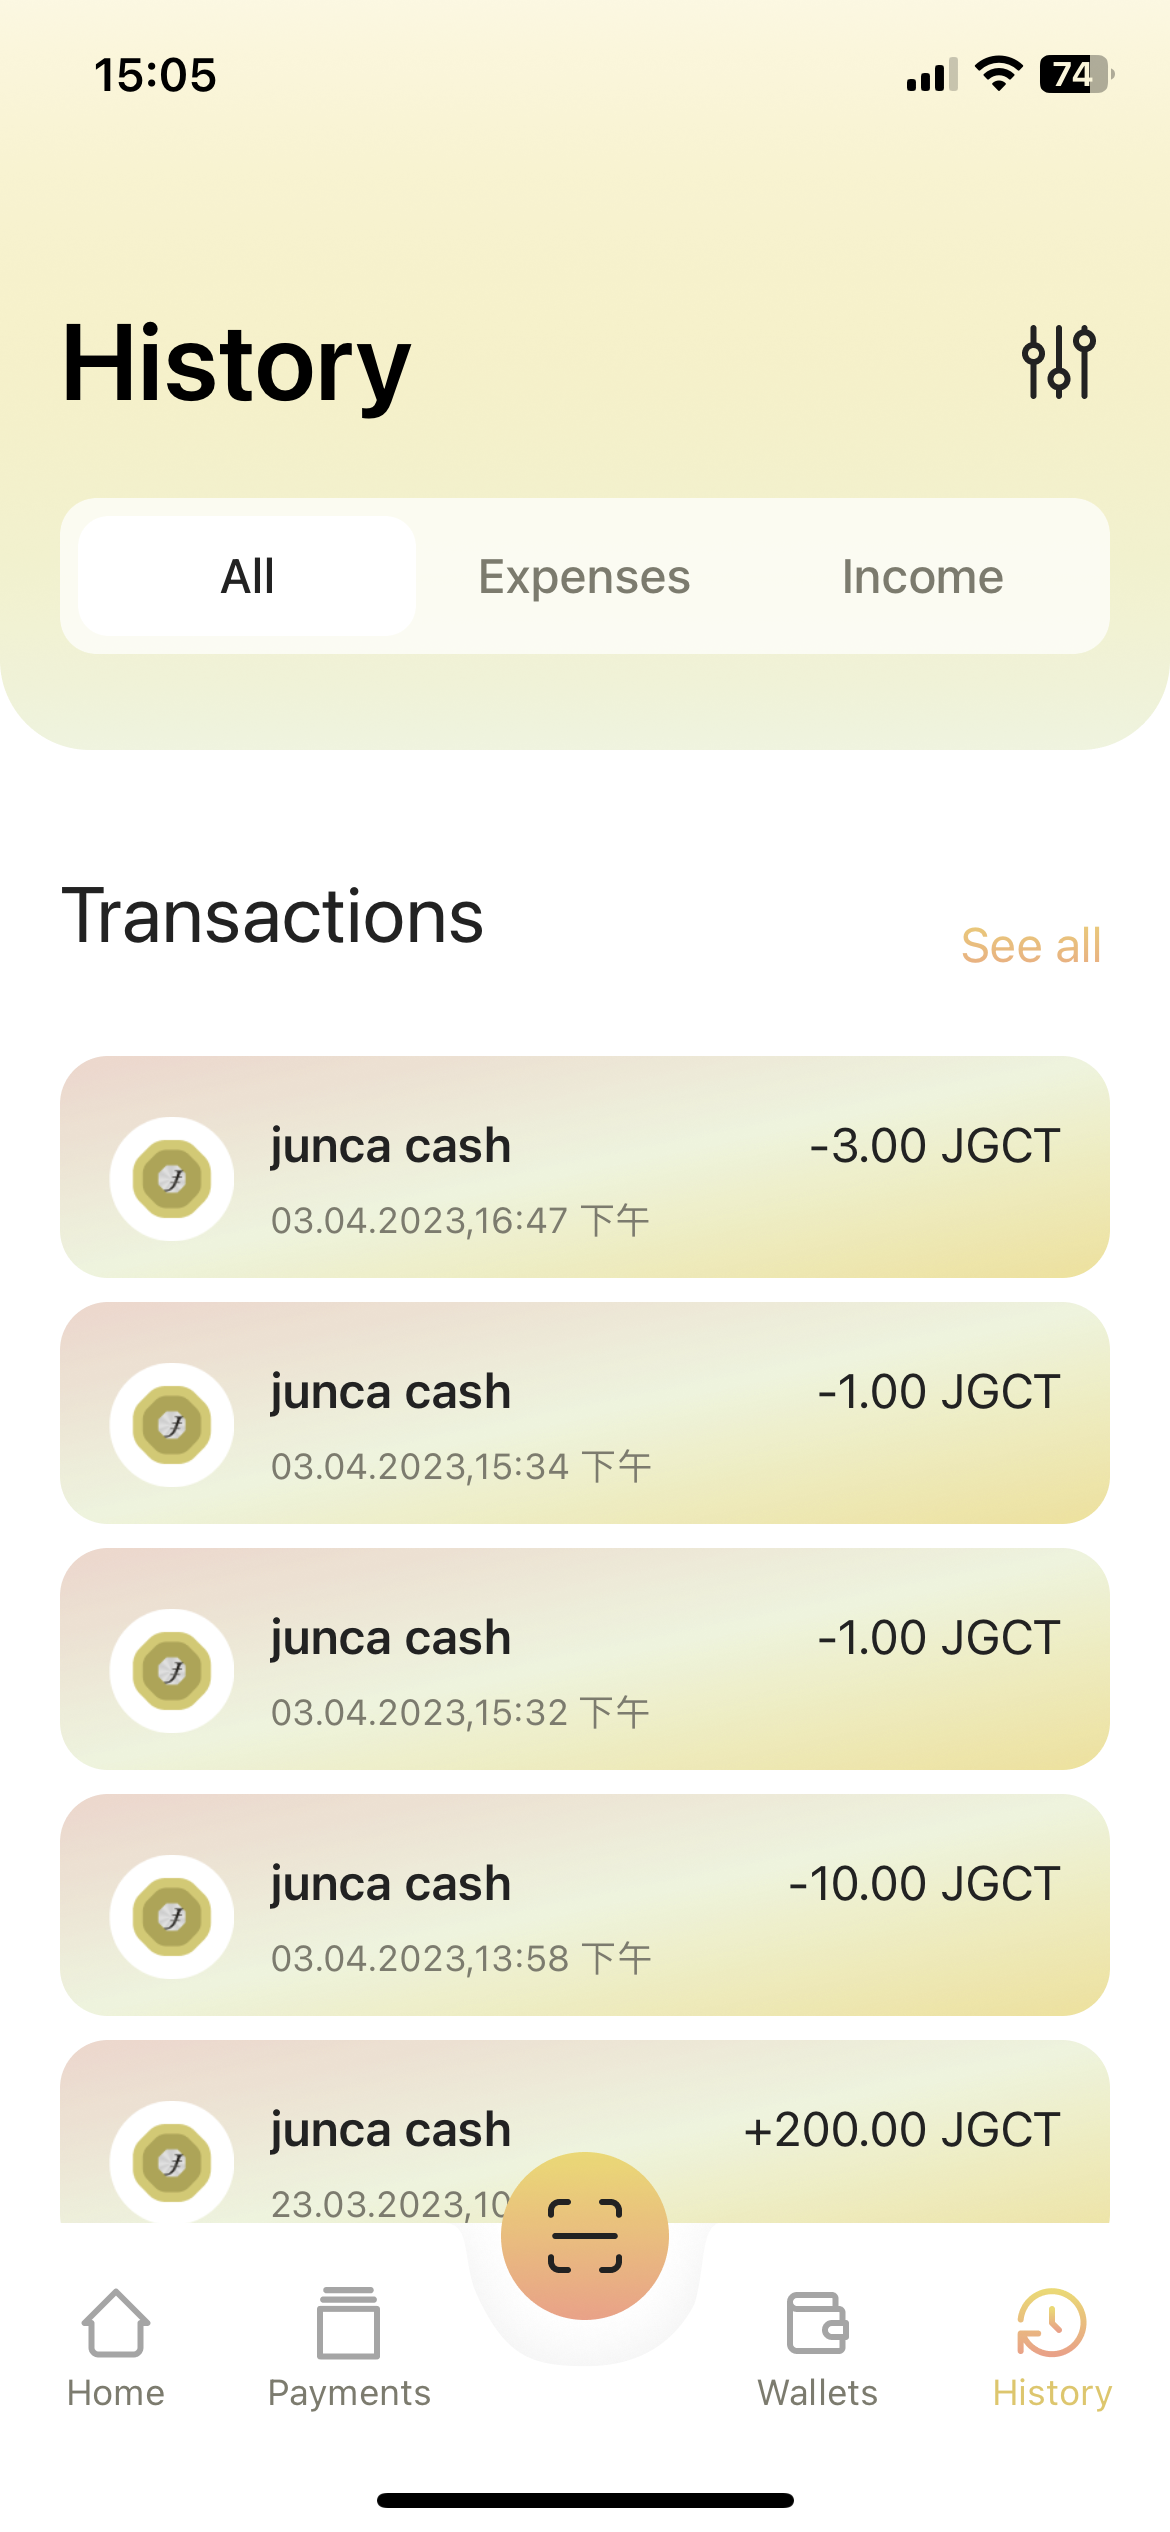 15:05
74
History
All
Expenses
Income
Transactions
See all
junca cash
-3.00 JGCT
03.04.2023,16:47 下午
junca cash
-1.00 JGCT
03.04.2023,15:34 下午
junca cash
-1.00 JGCT
03.04.2023,15:32 下午
junca cash
-10.00 JGCT
03.04.2023,13:58 下午
junca cash
+200.00 JGCT
23.03.2023,10
Home
Payments
Wallets
History